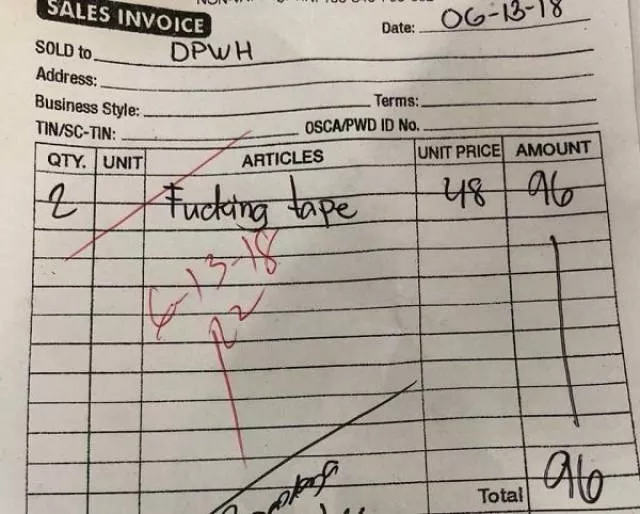 SALES INVOICE
Date: 06-13-18
SOLD to DPWH
Address:
Business Style: Terms:
TIN/SC-TIN: OSCA/PWD ID No.
QTY. UNIT ARTICLES UNIT PRICE AMOUNT
2 Fucking tape 48 96
6-13-18
Total 96